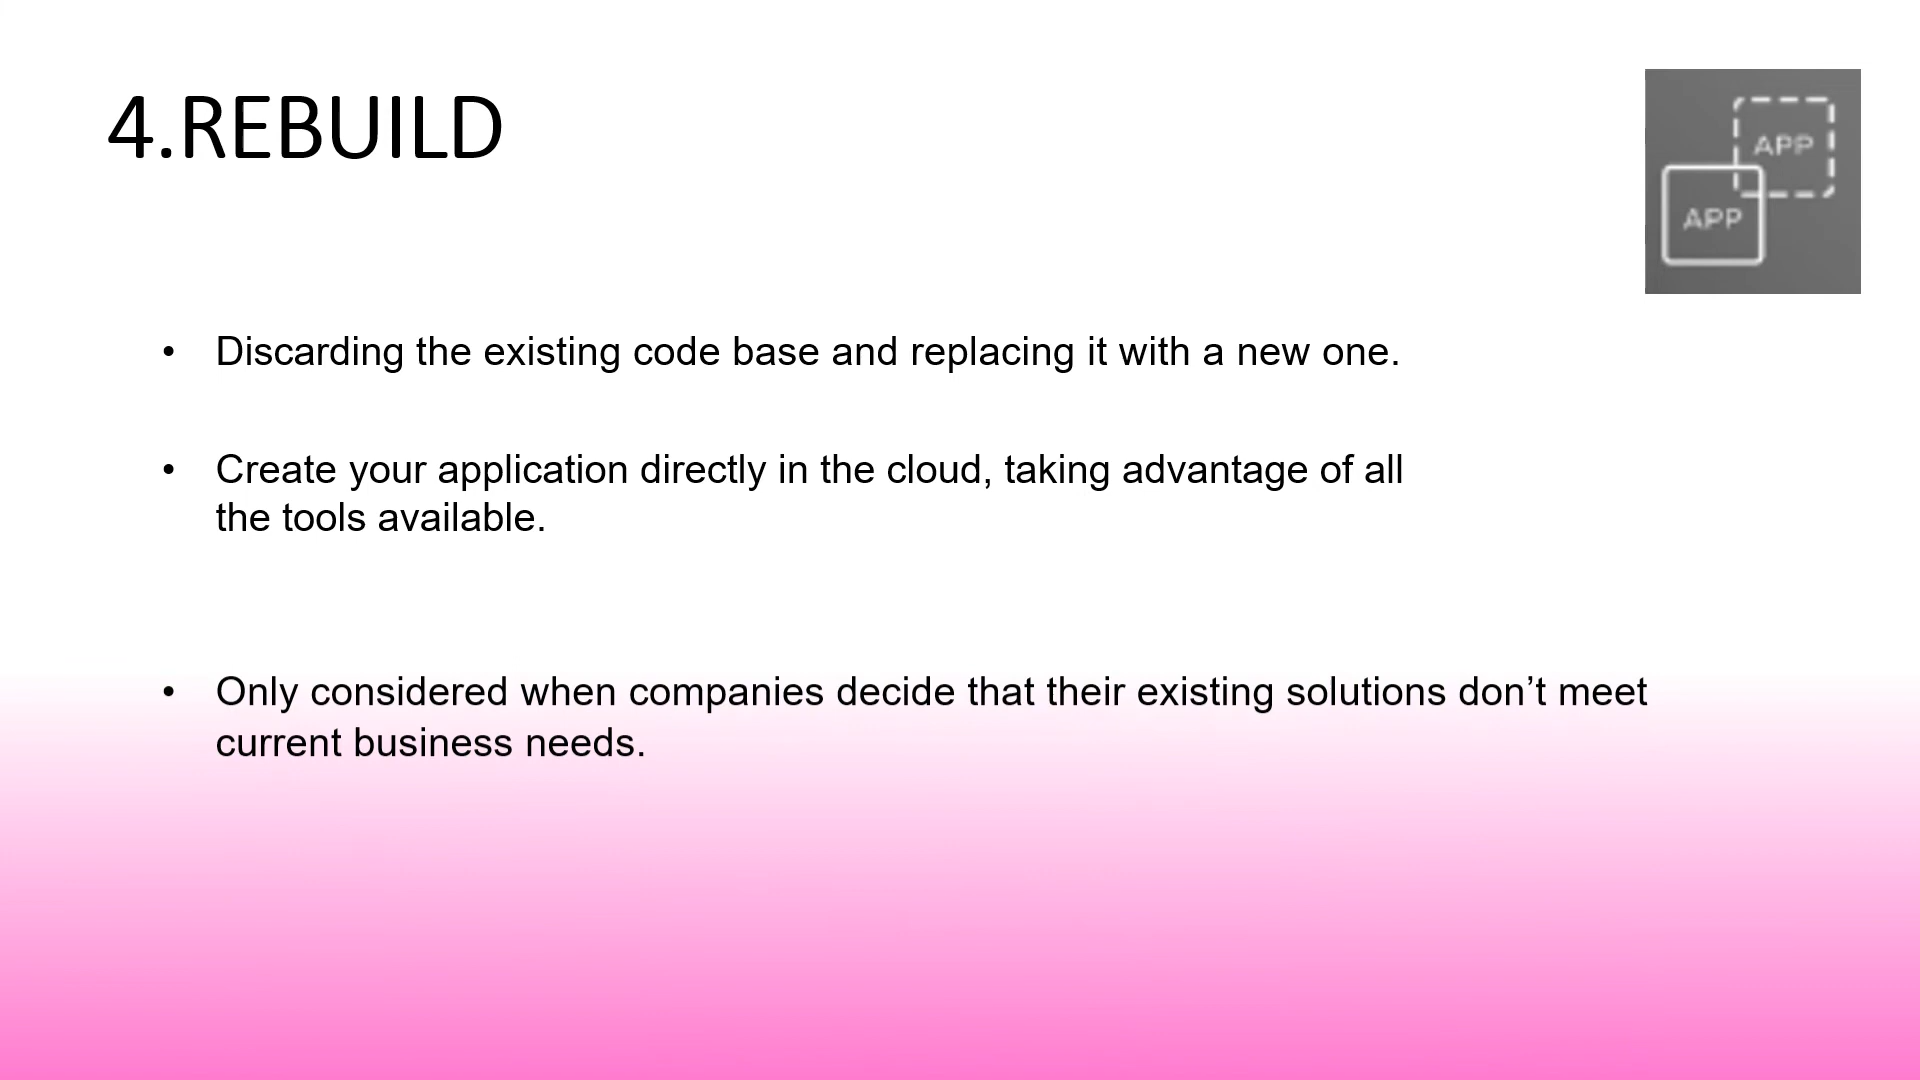 4.REBUILD
APP
APP
• Discarding the existing code base and replacing it with a new one.
• Create your application directly in the cloud, taking advantage of all
the tools available.
• Only considered when companies decide that their existing solutions don’t meet
current business needs.